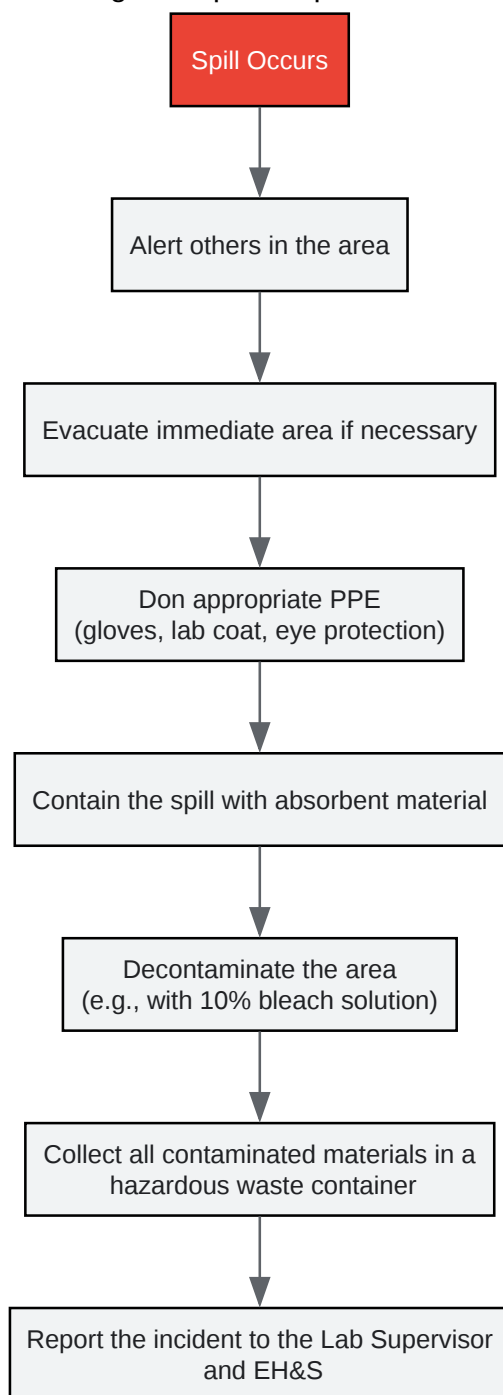 Spill Occurs
Alert others in the area
Evacuate immediate area if necessary
Don appropriate PPE
(gloves, lab coat, eye protection)
Contain the spill with absorbent material
Decontaminate the area
(e.g., with 10% bleach solution)
Collect all contaminated materials in a
hazardous waste container
Report the incident to the Lab Supervisor
and EH&S